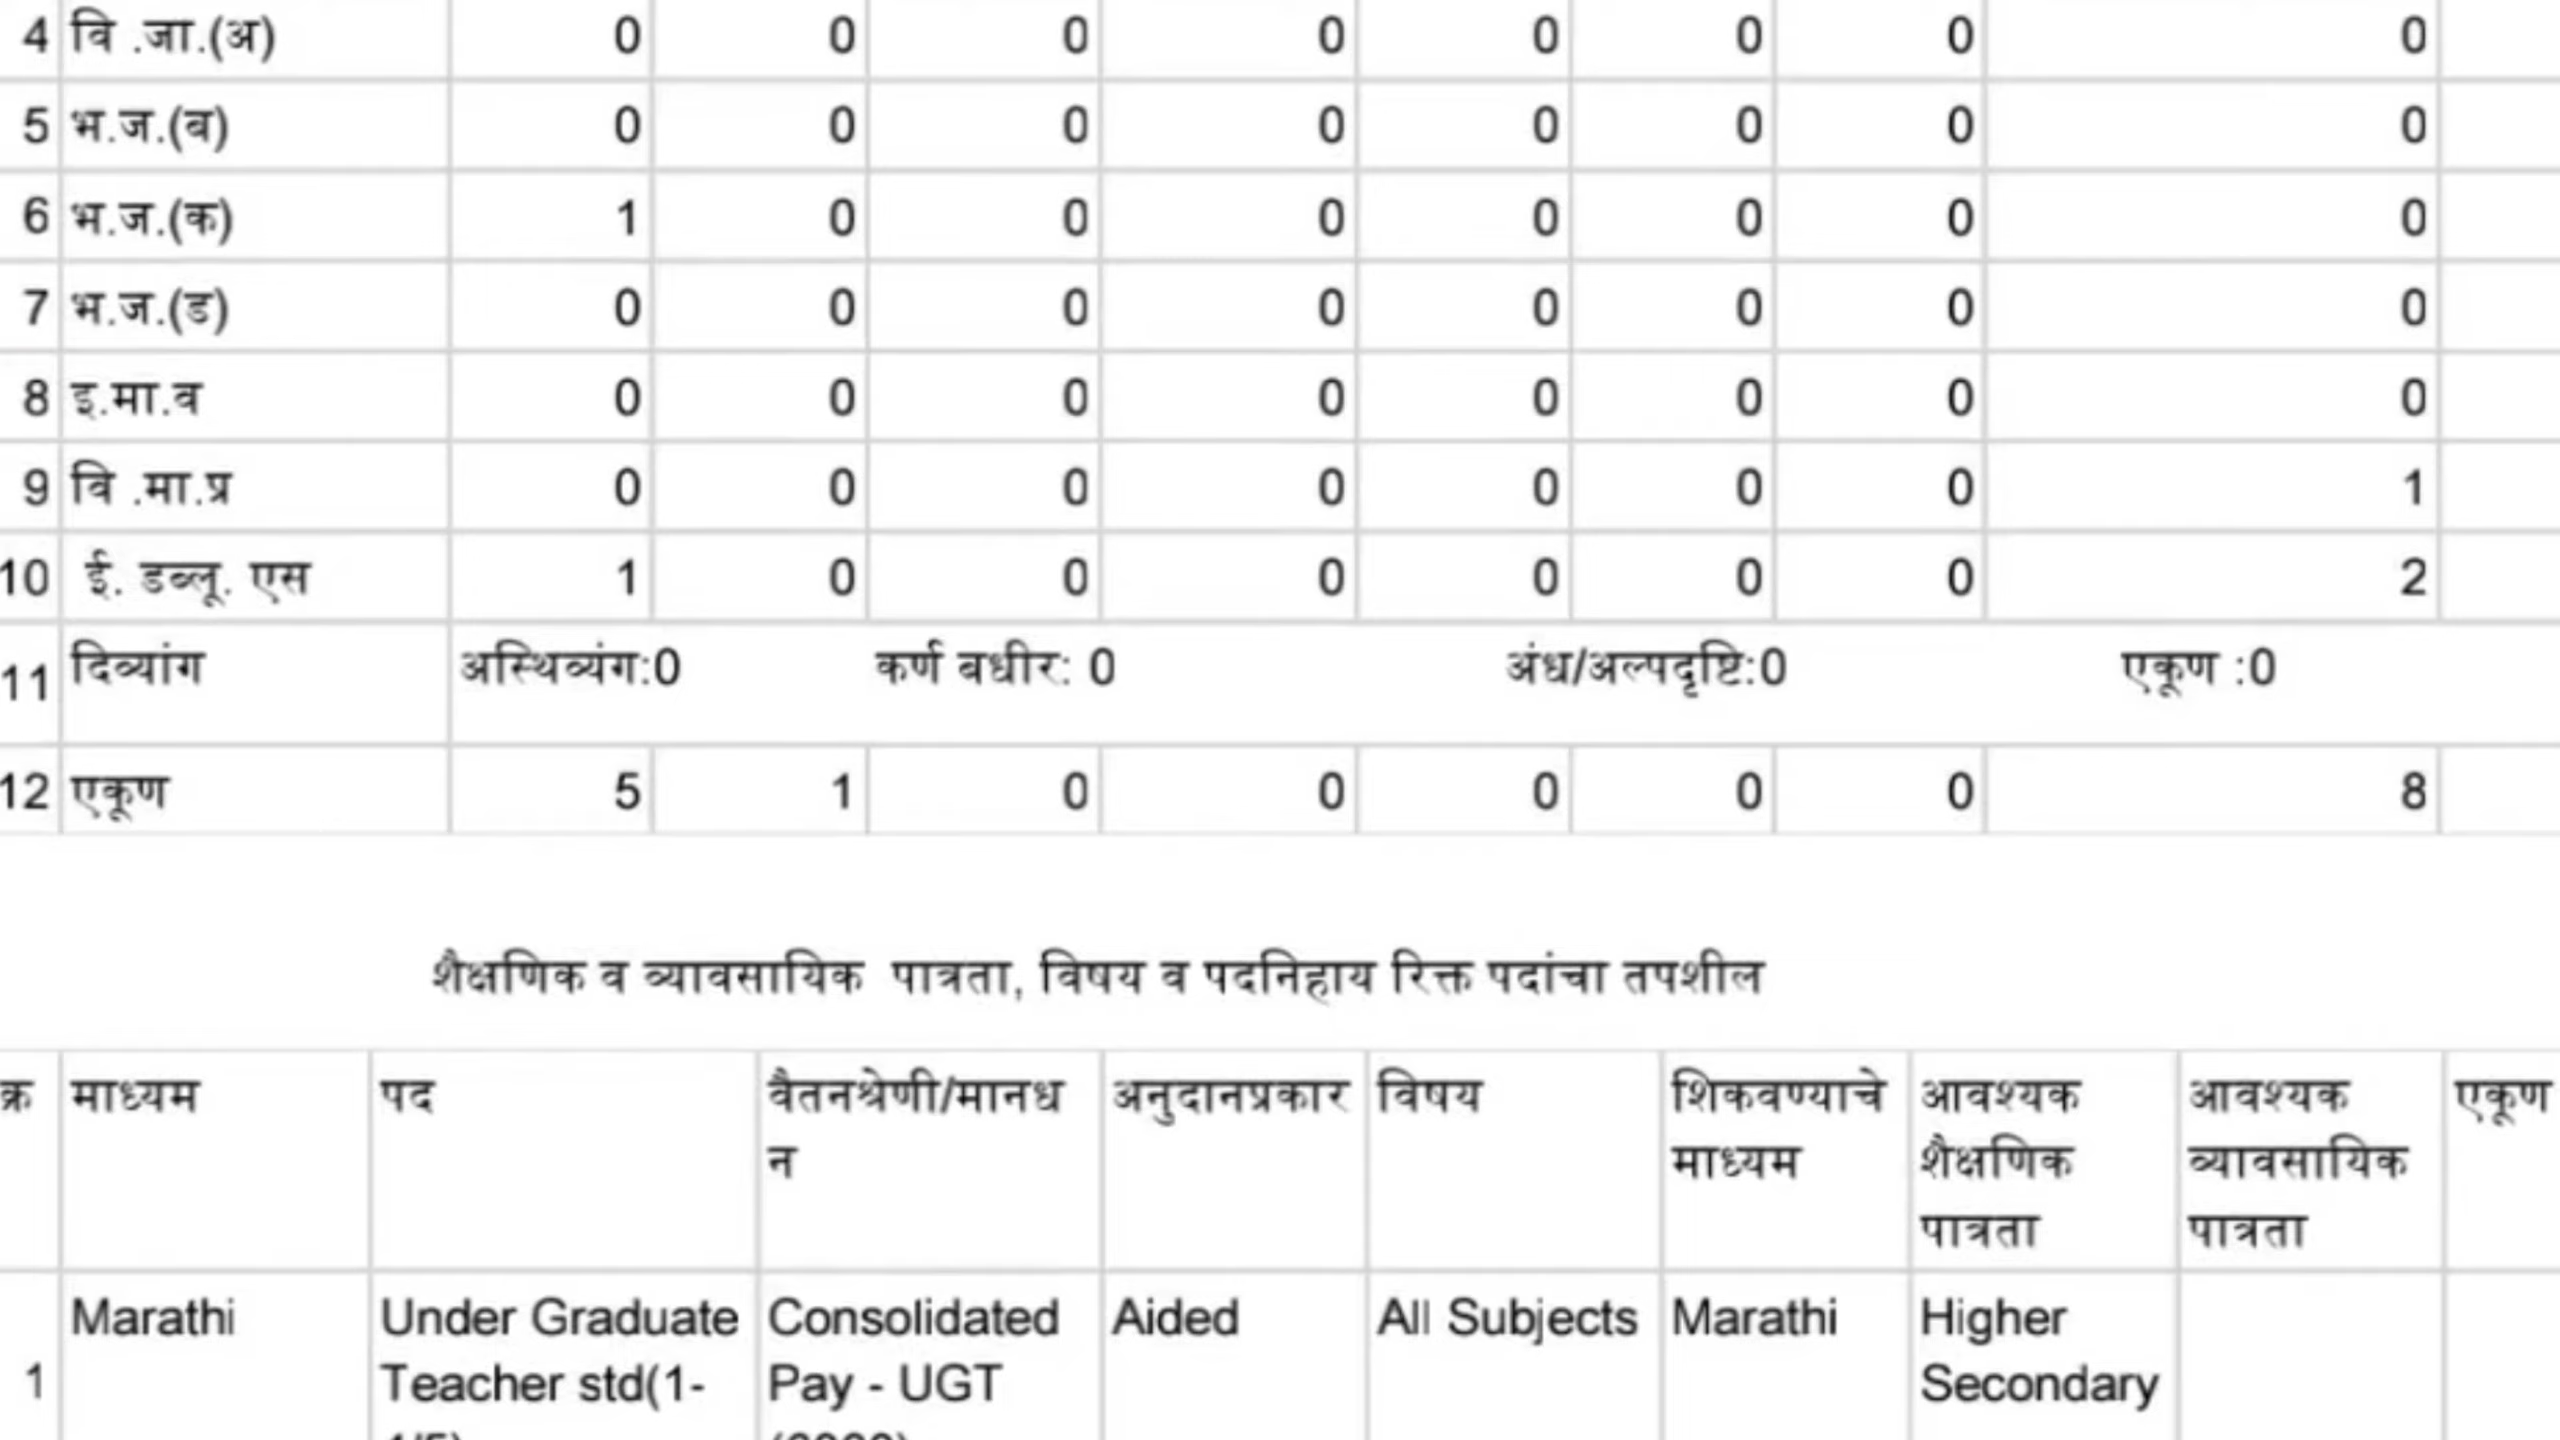 4 वि .जा.(अ) 0 0 0 0 0 0 0 0
5 भ.ज.(ब) 0 0 0 0 0 0 0 0
6 भ.ज.(क) 1 0 0 0 0 0 0 0
7 भ.ज.(ड) 0 0 0 0 0 0 0 0
8 इ.मा.व 0 0 0 0 0 0 0 0
9 वि .मा.प्र 0 0 0 0 0 0 0 1
10 ई. डब्लू. एस 1 0 0 0 0 0 0 2
11 दिव्यांग अस्थिव्यंग:0 कर्ण बधीर: 0 अंध/अल्पदृष्टि:0 एकूण :0
12 एकूण 5 1 0 0 0 0 0 8
शैक्षणिक व व्यावसायिक पात्रता, विषय व पदनिहाय रिक्त पदांचा तपशील
क्र माध्यम पद वैतनश्रेणी/मानध अनुदानप्रकार विषय शिकवण्याचे आवश्यक आवश्यक एकूण
न माध्यम शैक्षणिक व्यावसायिक
पात्रता पात्रता
Marathi Under Graduate Consolidated Aided All Subjects Marathi Higher
1 Teacher std(1- Pay - UGT Secondary